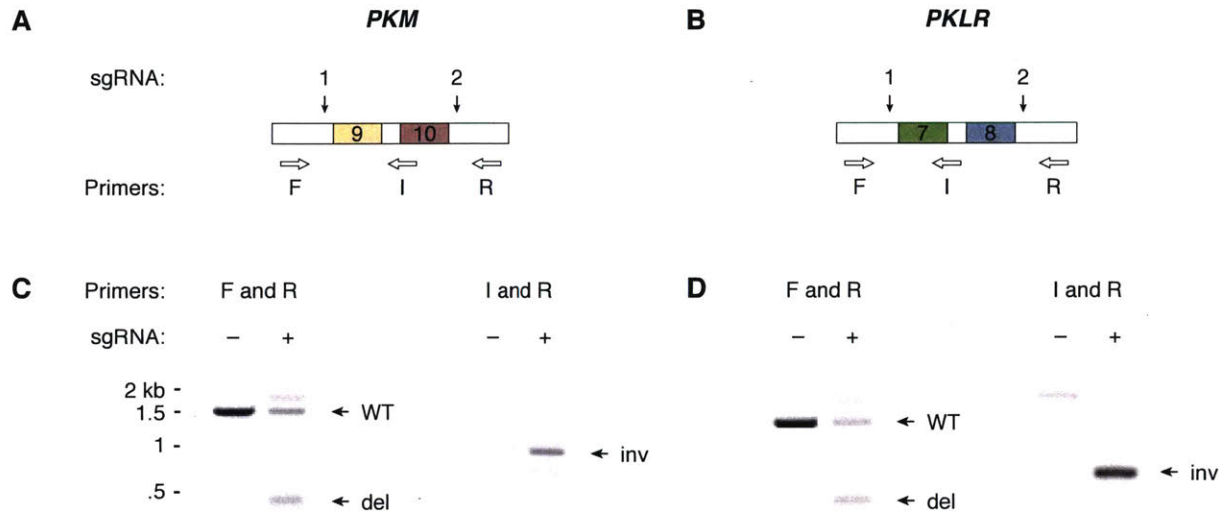 A PKM
sgRNA: 1 2
9 10
Primers: F I R
B PKLR
1 2
7 8
F I R
C Primers: F and R I and R
sgRNA: – + – +
2 kb -
1.5 -
1 -
.5 -
WT
del
inv
D F and R I and R
– + – +
WT
del
inv